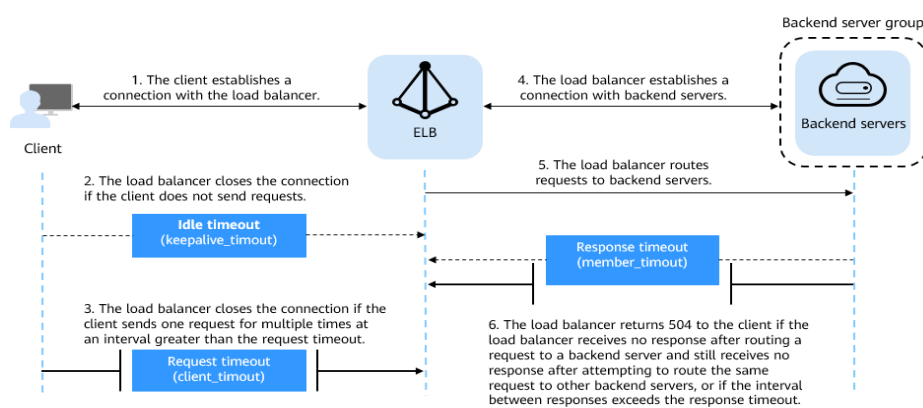 Backend server group
1. The client establishes a
connection with the load balancer.
4. The load balancer establishes a
connection with backend servers.
ELB
Backend servers
Client
5. The load balancer routes
requests to backend servers.
2. The load balancer closes the connection
if the client does not send requests.
Idle timeout
(keepalive_timout)
Response timeout
(member_timout)
3. The load balancer closes the connection if the
client sends one request for multiple times at
an interval greater than the request timeout.
Request timeout
(client_timout)
6. The load balancer returns 504 to the client if the
load balancer receives no response after routing
a request to a backend server and still receives no
response after attempting to route the same
request to other backend servers, or if the interval
between responses exceeds the response timeout.